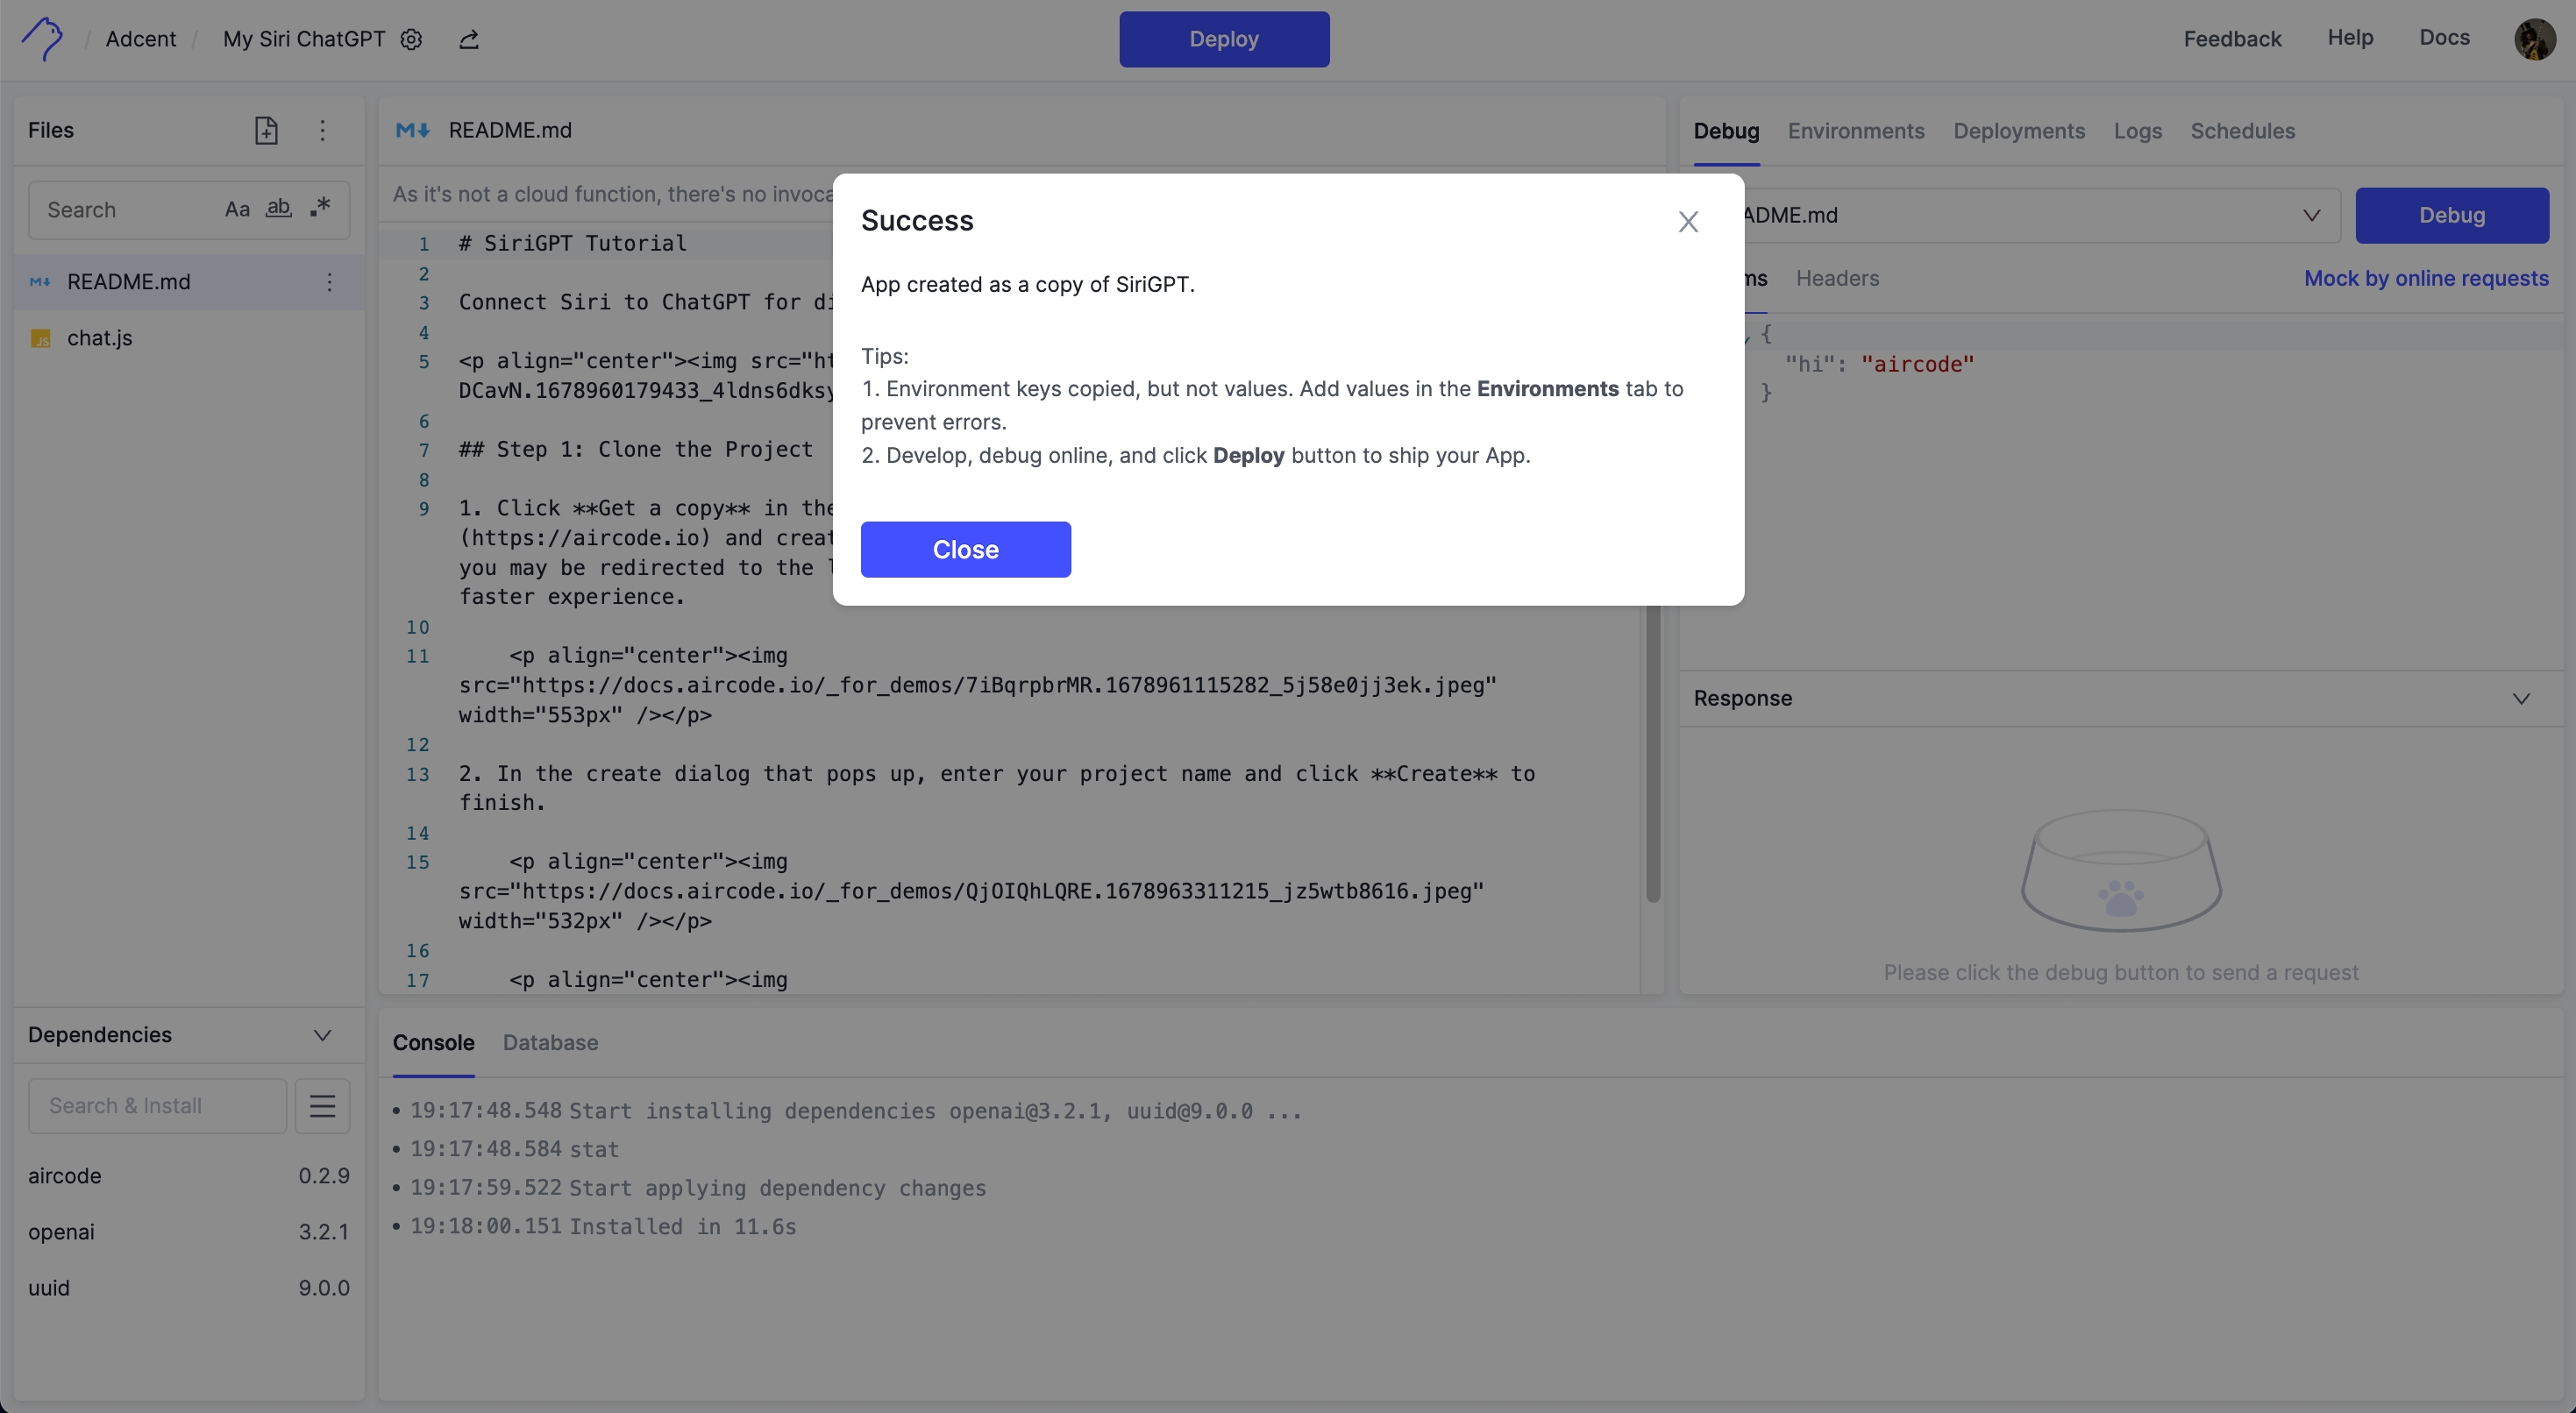 / Adcent / My Siri ChatGPT
Deploy
Feedback Help Docs
Files
Search Aa ab
README.md
chat.js
README.md
As it's not a cloud function, there's no invoca
1 # SiriGPT Tutorial
2
3 Connect Siri to ChatGPT for di
4
5 <p align="center"><img src="ht
DCavN.1678960179433_4ldns6dksy
6
7 ## Step 1: Clone the Project
8
9 1. Click **Get a copy** in the
(https://aircode.io) and creat
you may be redirected to the l
faster experience.
10
11 <p align="center"><img
src="https://docs.aircode.io/_for_demos/7iBqrpbrMR.1678961115282_5j58e0jj3ek.jpeg"
width="553px" /></p>
12
13 2. In the create dialog that pops up, enter your project name and click **Create** to
finish.
14
15 <p align="center"><img
src="https://docs.aircode.io/_for_demos/QjOIQhLQRE.1678963311215_jz5wtb8616.jpeg"
width="532px" /></p>
16
17 <p align="center"><img
Success
App created as a copy of SiriGPT.
Tips:
1. Environment keys copied, but not values. Add values in the Environments tab to
prevent errors.
2. Develop, debug online, and click Deploy button to ship your App.
Close
Debug Environments Deployments Logs Schedules
ADME.md
Debug
ms Headers Mock by online requests
{
"hi": "aircode"
}
Response
Please click the debug button to send a request
Dependencies
Search & Install
aircode 0.2.9
openai 3.2.1
uuid 9.0.0
Console Database
• 19:17:48.548 Start installing dependencies openai@3.2.1, uuid@9.0.0 ...
• 19:17:48.584 stat
• 19:17:59.522 Start applying dependency changes
• 19:18:00.151 Installed in 11.6s